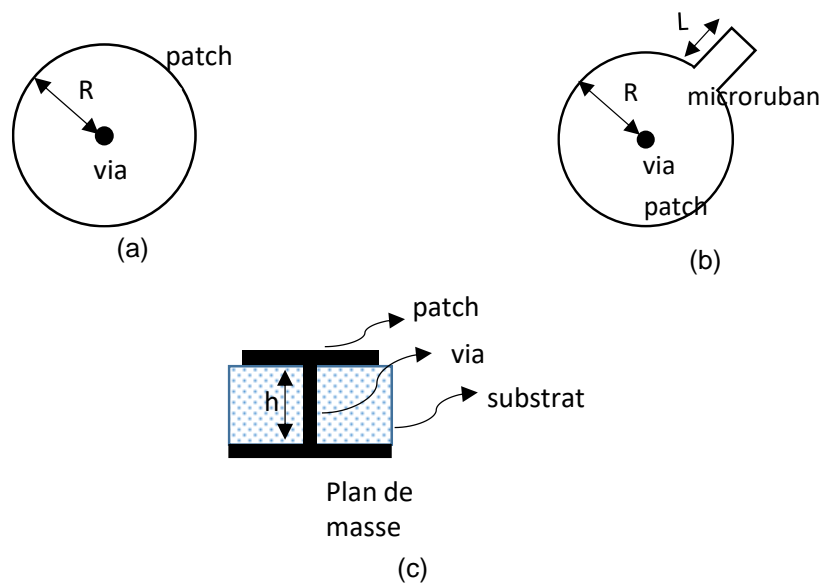 patch
R
via
(a)
L
R
microruban
via
patch
(b)
patch
via
h
substrat
Plan de
masse
(c)